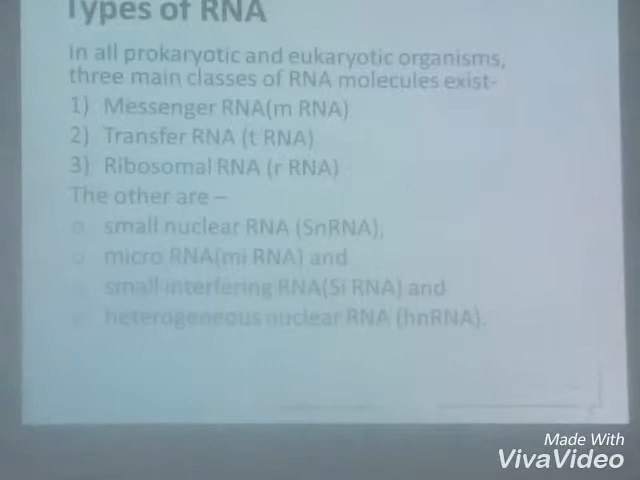 Types of RNA
In all prokaryotic and eukaryotic organisms,
three main classes of RNA molecules exist-
1) Messenger RNA(m RNA)
2) Transfer RNA (t RNA)
3) Ribosomal RNA (r RNA)
The other are –
o small nuclear RNA (SnRNA),
o micro RNA(mi RNA) and
o small interfering RNA(Si RNA) and
o heterogeneous nuclear RNA (hnRNA).
Made With
VivaVideo